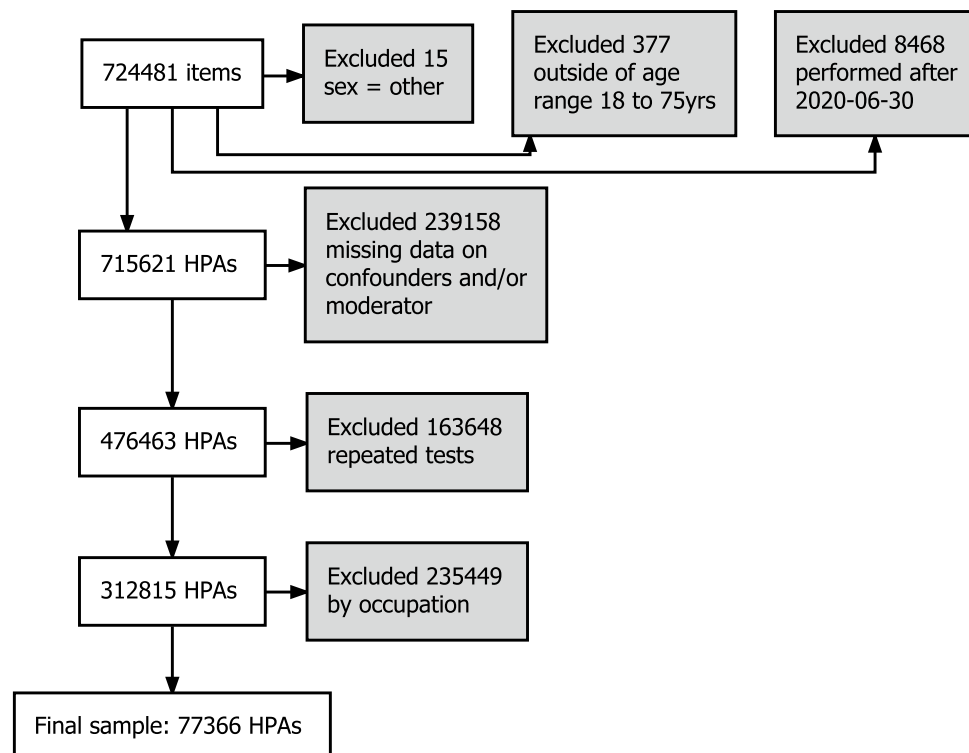 724481 items
Excluded 15
sex = other
Excluded 377
outside of age
range 18 to 75yrs
Excluded 8468
performed after
2020-06-30
715621 HPAs
Excluded 239158
missing data on
confounders and/or
moderator
476463 HPAs
Excluded 163648
repeated tests
312815 HPAs
Excluded 235449
by occupation
Final sample: 77366 HPAs